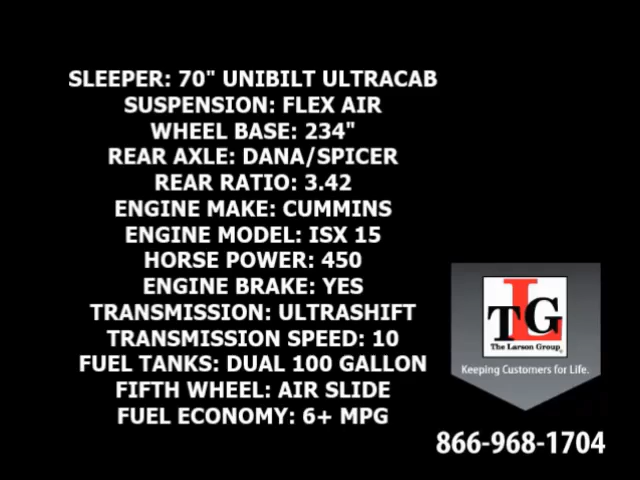 SLEEPER: 70" UNIBILT ULTRACAB
SUSPENSION: FLEX AIR
WHEEL BASE: 234"
REAR AXLE: DANA/SPICER
REAR RATIO: 3.42
ENGINE MAKE: CUMMINS
ENGINE MODEL: ISX 15
HORSE POWER: 450
ENGINE BRAKE: YES
TRANSMISSION: ULTRASHIFT
TRANSMISSION SPEED: 10
FUEL TANKS: DUAL 100 GALLON
FIFTH WHEEL: AIR SLIDE
FUEL ECONOMY: 6+ MPG
TLG
The Larson Group
Keeping Customers for Life.
866-968-1704